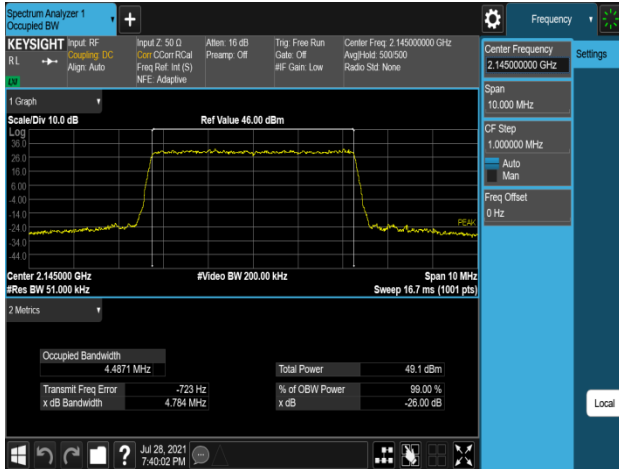 Spectrum Analyzer 1
Occupied BW
Frequency
KEYSIGHT
RL
Input: RF
Coupling: DC
Align: Auto
Input Z: 50 Ω
Corr CCorr RCal
Freq Ref: Int (S)
NFE: Adaptive
Atten: 16 dB
Preamp: Off
Trig: Free Run
Gate: Off
#IF Gain: Low
Center Freq: 2.145000000 GHz
Avg|Hold: 500/500
Radio Std: None
Center Frequency
2.145000000 GHz
Settings
Span
10.000 MHz
CF Step
1.000000 MHz
Auto
Man
Freq Offset
0 Hz
1 Graph
Scale/Div 10.0 dB
Ref Value 46.00 dBm
Log
36.0
26.0
16.0
6.00
-4.00
-14.0
-24.0
-34.0
-44.0
PEAK
Center 2.145000 GHz
#Video BW 200.00 kHz
Span 10 MHz
#Res BW 51.000 kHz
Sweep 16.7 ms (1001 pts)
2 Metrics
Occupied Bandwidth
4.4871 MHz
Total Power 49.1 dBm
Transmit Freq Error -723 Hz
% of OBW Power 99.00 %
x dB Bandwidth 4.784 MHz
x dB -26.00 dB
Local
?
Jul 28, 2021
7:40:02 PM